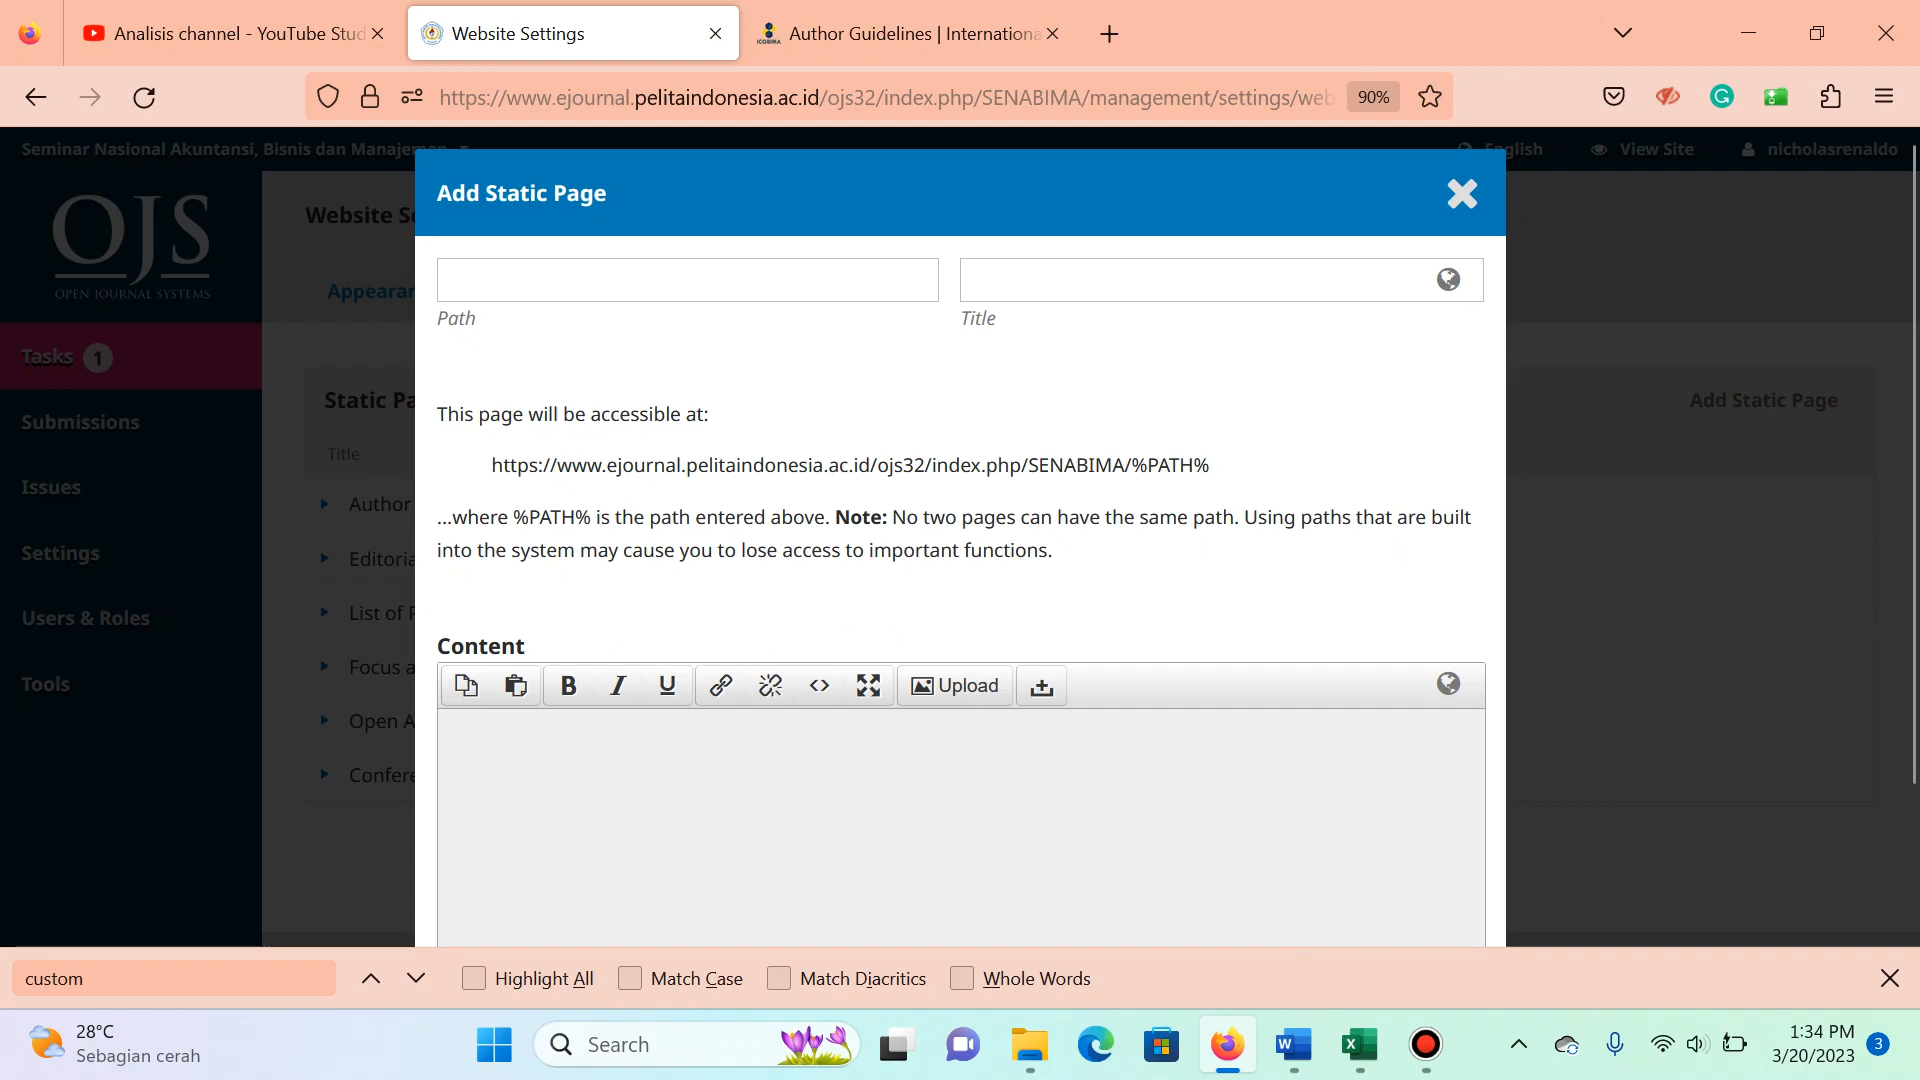 Analisis channel - YouTube Stud
Website Settings
Author Guidelines | Internationa
https://www.ejournal.pelitaindonesia.ac.id/ojs32/index.php/SENABIMA/management/settings/web
90%
Seminar Nasional Akuntansi, Bisnis dan Manajemen
English
View Site
nicholasrenaldo
OJS
OPEN JOURNAL SYSTEMS
Website Se
Appearan
Tasks 1
Submissions
Issues
Settings
Users & Roles
Tools
Static Pa
Add Static Page
Title
Author
Editoria
List of R
Focus a
Open A
Confere
Add Static Page
Path
Title
This page will be accessible at:
https://www.ejournal.pelitaindonesia.ac.id/ojs32/index.php/SENABIMA/%PATH%
...where %PATH% is the path entered above. Note: No two pages can have the same path. Using paths that are built
into the system may cause you to lose access to important functions.
Content
B I U
Upload
custom
Highlight All
Match Case
Match Diacritics
Whole Words
28°C
Sebagian cerah
Search
1:34 PM
3/20/2023
3